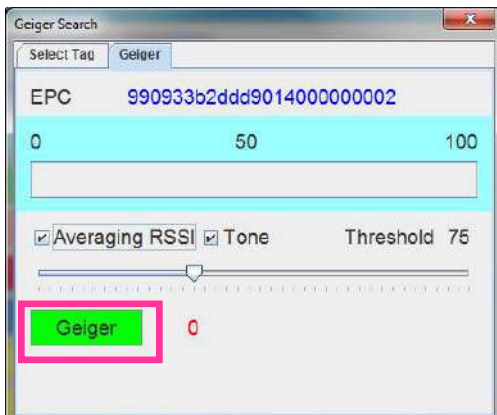 Geiger Search
Select Tag Geiger
EPC 990933b2ddd9014000000002
0 50 100
Averaging RSSI Tone Threshold 75
Geiger 0